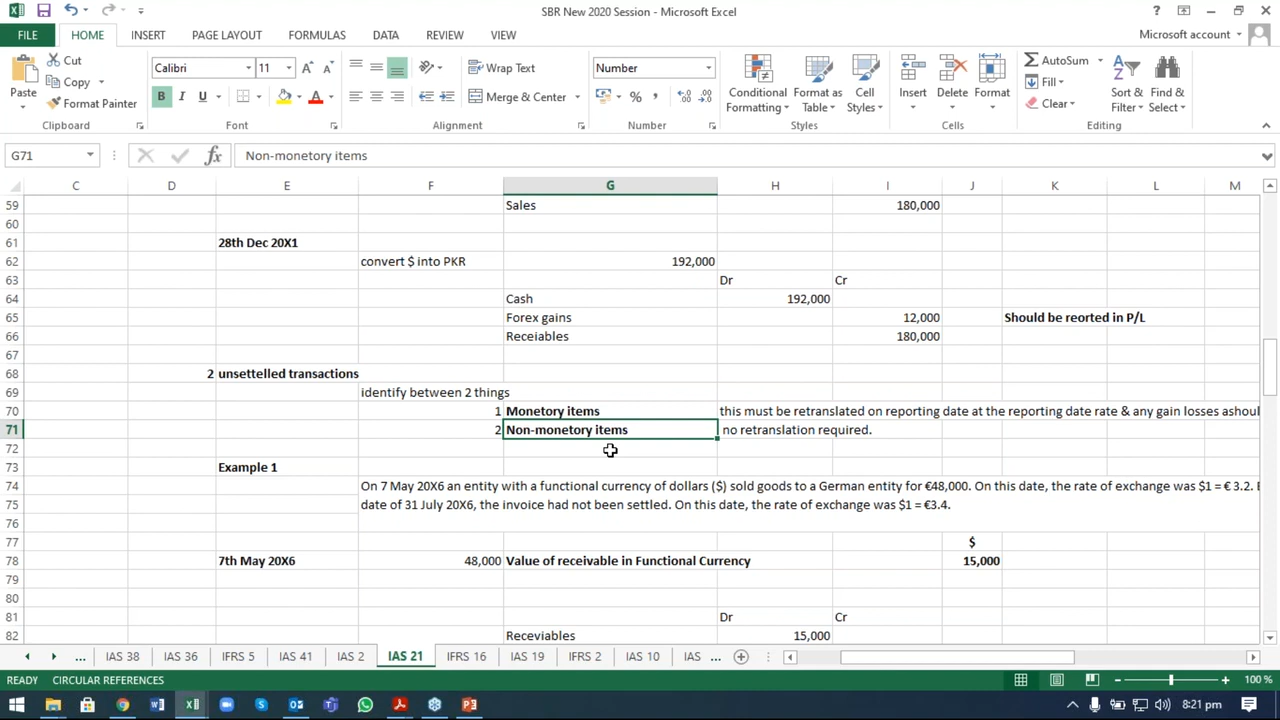 SBR New 2020 Session - Microsoft Excel
FILE HOME INSERT PAGE LAYOUT FORMULAS DATA REVIEW VIEW Microsoft account
Paste Cut Copy Format Painter
Calibri 11
B I U
Wrap Text
Merge & Center
Number
%
Conditional Formatting
Format as Table
Cell Styles
Insert Delete Format
AutoSum
Fill
Clear
Sort & Filter
Find & Select
Clipboard Font Alignment Number Styles Cells Editing
G71 fx Non-monetory items
C D E F G H I J K L M
59 Sales 180,000
60
61 28th Dec 20X1
62 convert $ into PKR 192,000
63 Dr Cr
64 Cash 192,000
65 Forex gains 12,000 Should be reorted in P/L
66 Receiables 180,000
67
68 2 unsettelled transactions
69 identify between 2 things
70 1 Monetory items this must be retranslated on reporting date at the reporting date rate & any gain losses ashoul
71 2 Non-monetory items no retranslation required.
72
73 Example 1
74 On 7 May 20X6 an entity with a functional currency of dollars ($) sold goods to a German entity for €48,000. On this date, the rate of exchange was $1 = € 3.2.
75 date of 31 July 20X6, the invoice had not been settled. On this date, the rate of exchange was $1 = €3.4.
76
77 $
78 7th May 20X6 48,000 Value of receivable in Functional Currency 15,000
79
80
81 Dr Cr
82 Receviables 15,000
... IAS 38 IAS 36 IFRS 5 IAS 41 IAS 2 IAS 21 IFRS 16 IAS 19 IFRS 2 IAS 10 IAS ...
READY CIRCULAR REFERENCES 100 %
8:21 pm